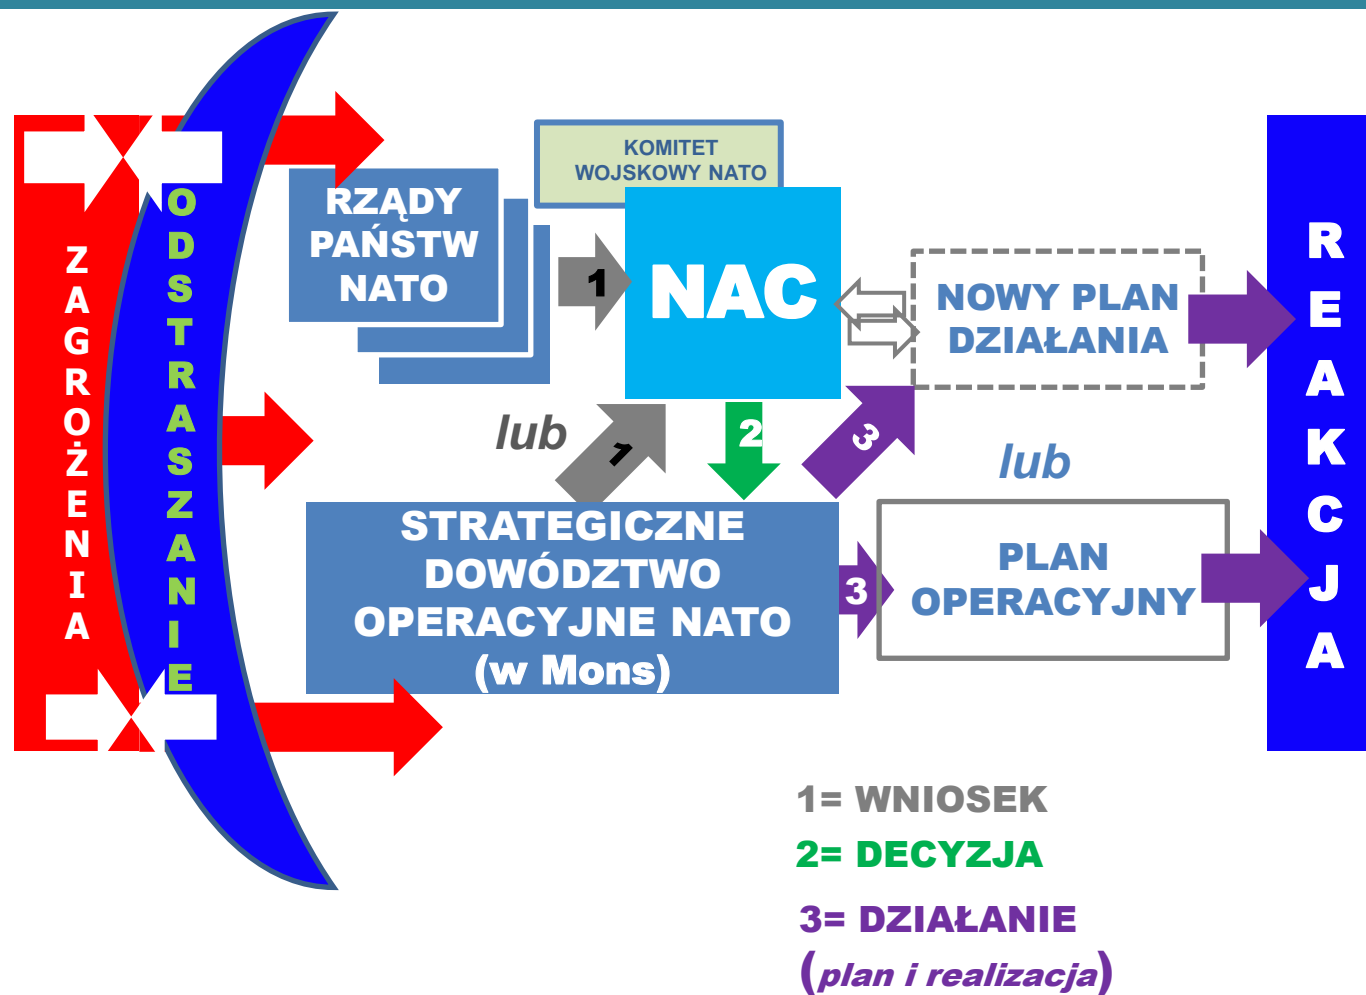 ZAGROŻENIA
ODSTRASZANIE
RZĄDY
PAŃSTW
NATO
KOMITET
WOJSKOWY NATO
1
NAC
NOWY PLAN
DZIAŁANIA
lub
1
2
3
lub
STRATEGICZNE
DOWÓDZTWO
OPERACYJNE NATO
(w Mons)
3
PLAN
OPERACYJNY
REAKCJA
1= WNIOSEK
2= DECYZJA
3= DZIAŁANIE
(plan i realizacja)